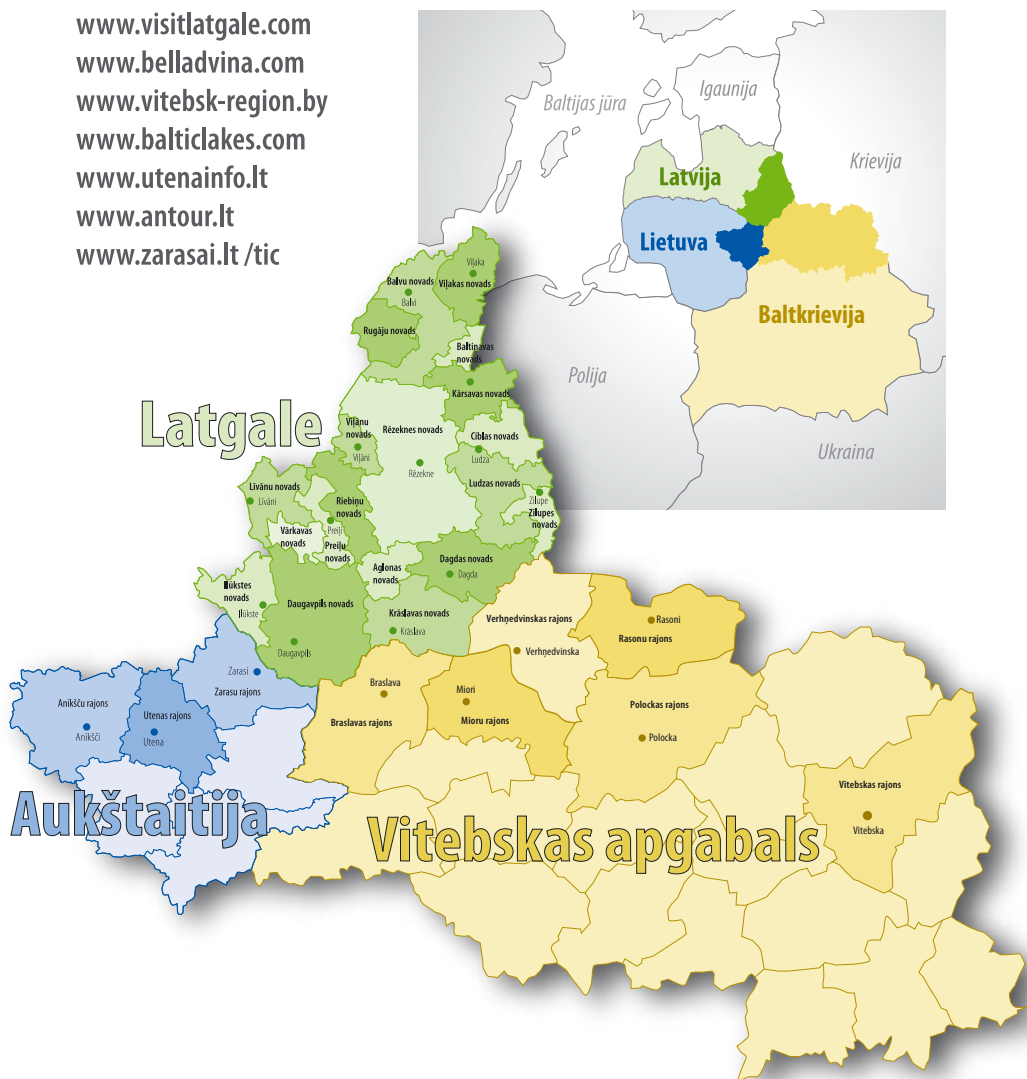 www.visitlatgale.com
www.belladvina.com
www.vitebsk-region.by
www.balticlakes.com
www.utenainfo.lt
www.antour.lt
www.zarasai.lt /tic
Baltijas jūra
Igaunija
Krievija
Latvija
Lietuva
Baltkrievija
Polija
Ukraina
Latgale
Viļaka
Viļakas novads
Balvu novads
Balvi
Rugāju novads
Baltinavas
novads
Kārsavas novads
Viļānu
novads
Viļāni
Rēzeknes novads
Rēzekne
Ciblas novads
Ludza
Ludzas novads
Zilupe
Zilupes
novads
Līvānu novads
Līvāni
Riebiņu
novads
Preiļi
Preiļu
novads
Vārkavas
novads
Aglonas
novads
Dagdas novads
Dagda
Ilūkstes
novads
Ilūkste
Daugavpils novads
Daugavpils
Krāslavas novads
Krāslava
Aukštaitija
Zarasi
Zarasu rajons
Anikšču rajons
Anikšči
Utenas rajons
Utena
Vitebskas apgabals
Verhņedvinskas rajons
Verhņedvinska
Rasoni
Rasonu rajons
Braslava
Braslavas rajons
Miori
Mioru rajons
Polockas rajons
Polocka
Vitebskas rajons
Vitebska